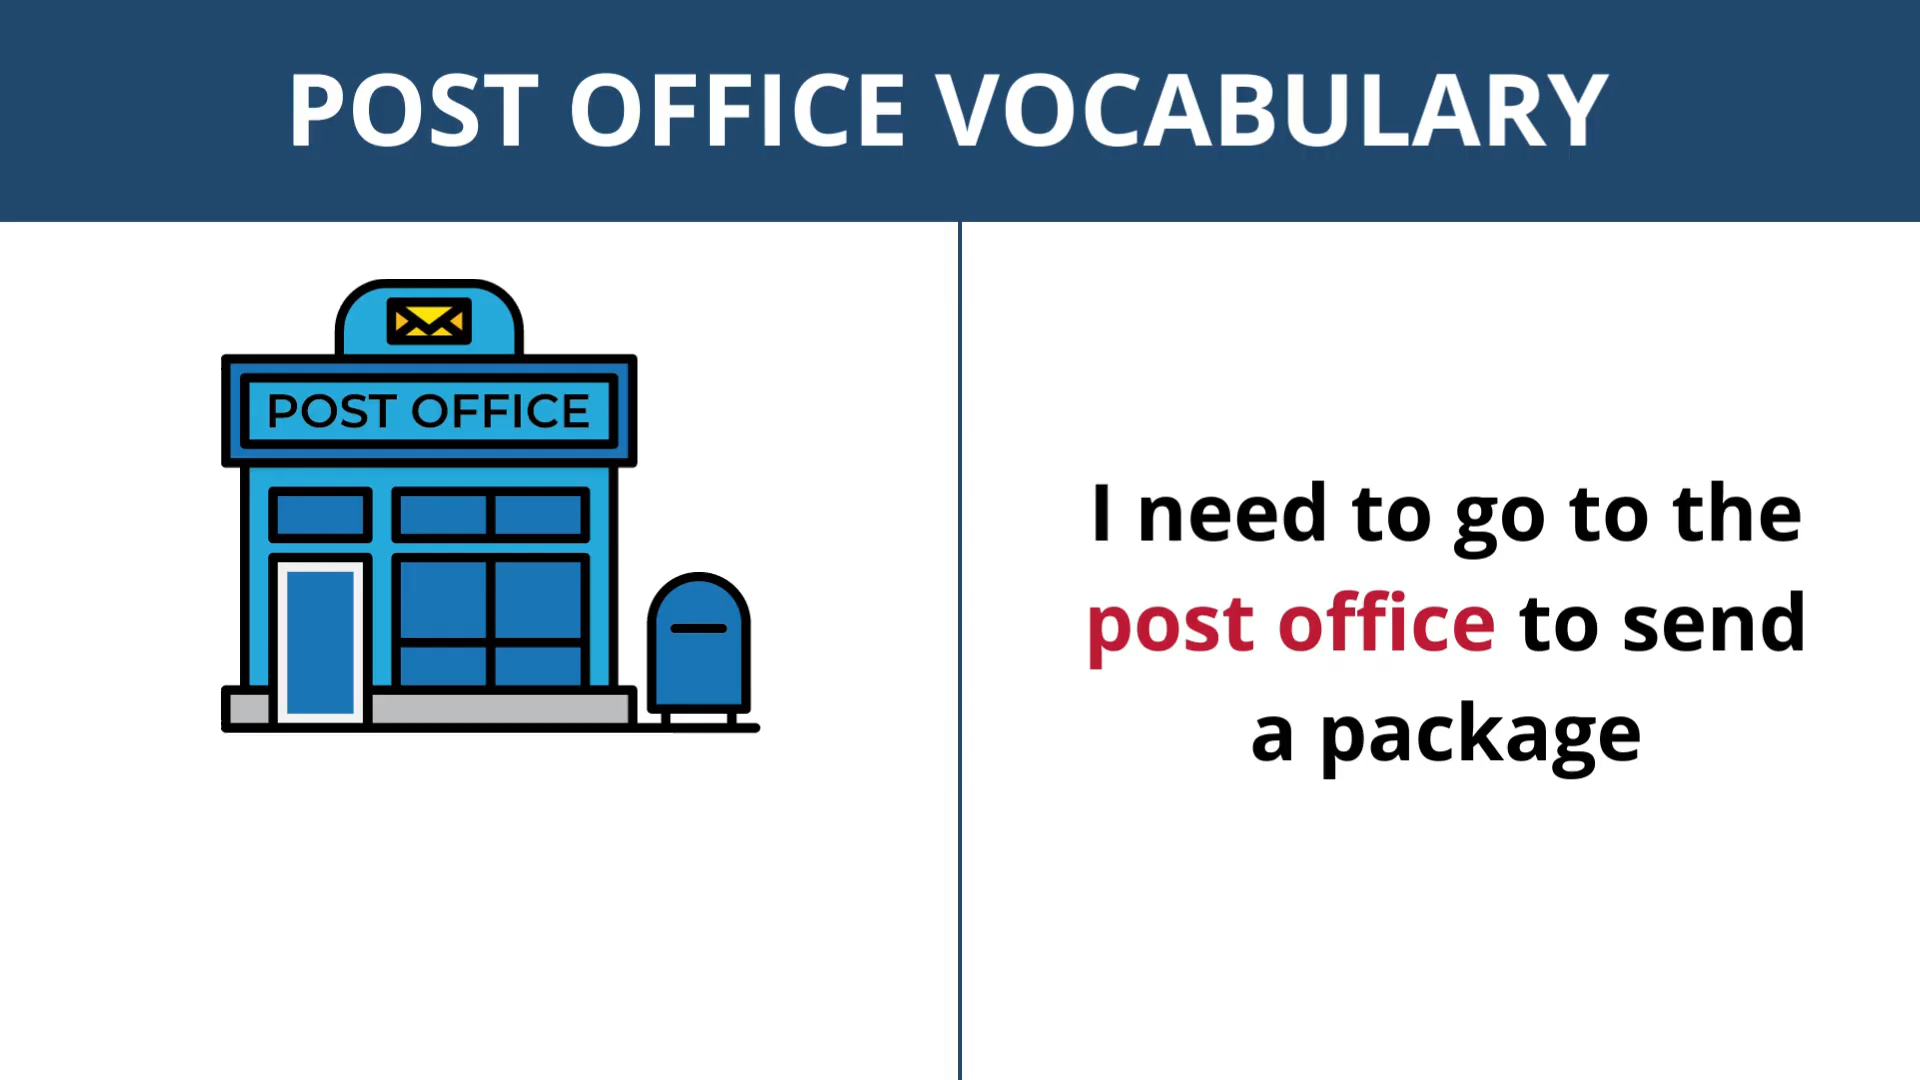 POST OFFICE VOCABULARY
POST OFFICE
I need to go to the
post office to send
a package